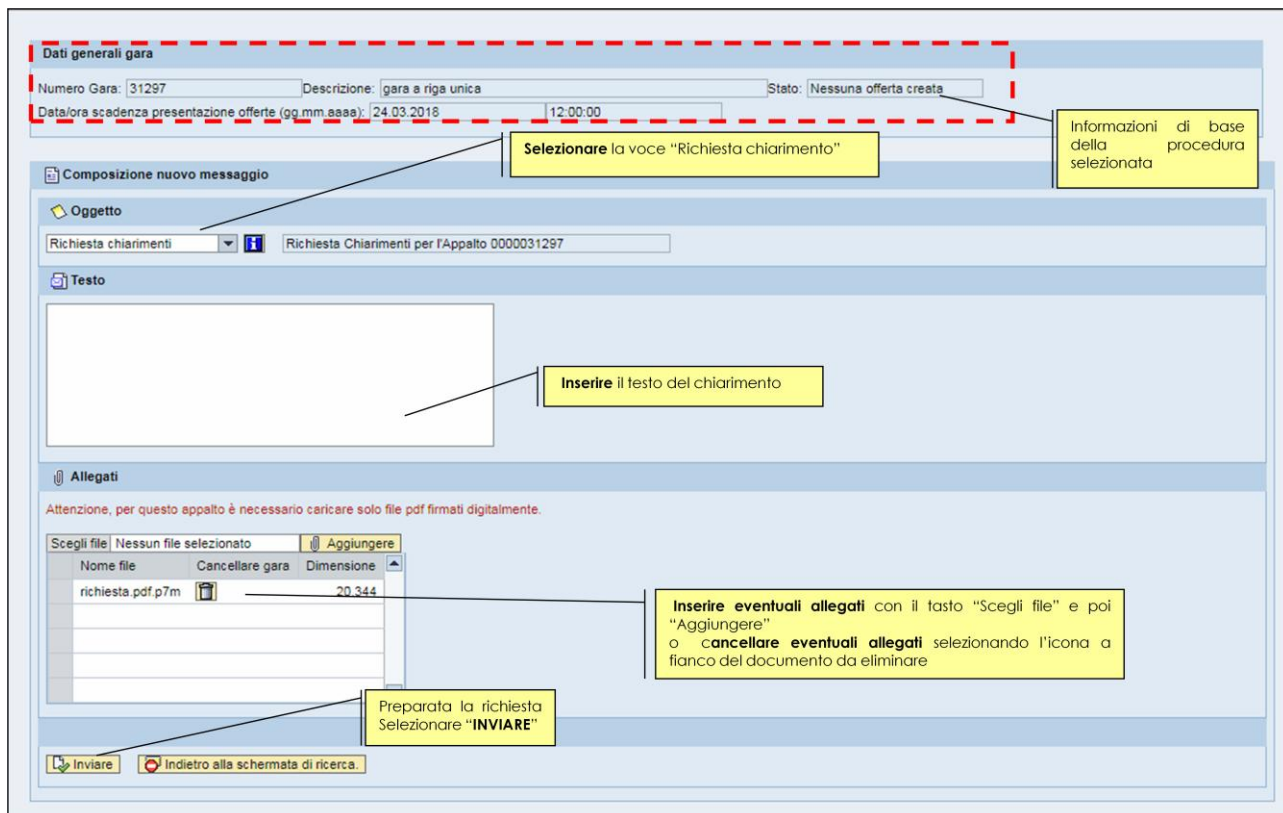 Dati generali gara
Numero Gara: 31297 Descrizione: gara a riga unica Stato: Nessuna offerta creata
Data/ora scadenza presentazione offerte (gg.mm.aaaa): 24.03.2018 12:00:00
Informazioni di base
della procedura
selezionata
Selezionare la voce “Richiesta chiarimento”
Composizione nuovo messaggio
Oggetto
Richiesta chiarimenti Richiesta Chiarimenti per l'Appalto 0000031297
Testo
Inserire il testo del chiarimento
Allegati
Attenzione, per questo appalto è necessario caricare solo file pdf firmati digitalmente.
Scegli file Nessun file selezionato Aggiungere
Nome file Cancellare gara Dimensione
richiesta.pdf.p7m 20.344
Inserire eventuali allegati con il tasto “Scegli file” e poi
“Aggiungere”
o cancellare eventuali allegati selezionando l’icona a
fianco del documento da eliminare
Preparata la richiesta
Selezionare “INVIARE”
Inviare Indietro alla schermata di ricerca.